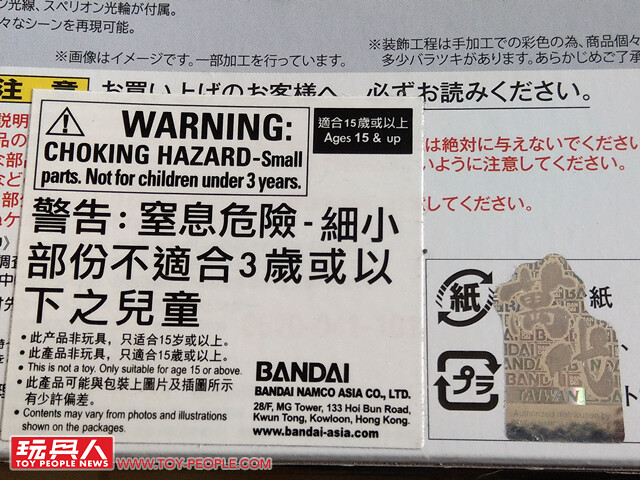 ン光線、スペリオン光輪が付属。
々なシーンを再現可能。
※画像はイメージです。一部加工を行っています。
※装飾工程は手加工での彩色の為、商品個々
多少バラツキがあります。あらかじめご了承
注 意
お買い上げのお客様へ 必ずお読みください。
は絶対に与えないでくださ
いように注意してください。
してください。
WARNING:
CHOKING HAZARD-Small
parts. Not for children under 3 years.
適合15歲或以上
Ages 15 & up
警告：窒息危險-細小
部份不適合3歲或以
下之兒童
• 此产品非玩具，只适合15岁或以上。
• 此產品非玩具，只適合15歲或以上。
• This is not a toy. Only suitable for age 15 or above.
• 此產品可能與包裝上圖片及插圖所示
有少許偏差。
• Contents may vary from photos and illustrations
shown on the packages.
BANDAI
BANDAI NAMCO ASIA CO., LTD.
28/F, MG Tower, 133 Hoi Bun Road,
Kwun Tong, Kowloon, Hong Kong.
www.bandai-asia.com
紙
紙
プラ
萬代
BANDAI
TAIWAN
玩具人
TOY PEOPLE NEWS
WWW.TOY-PEOPLE.COM